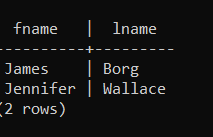 fname | lname
----------+---------
James | Borg
Jennifer | Wallace
(2 rows)